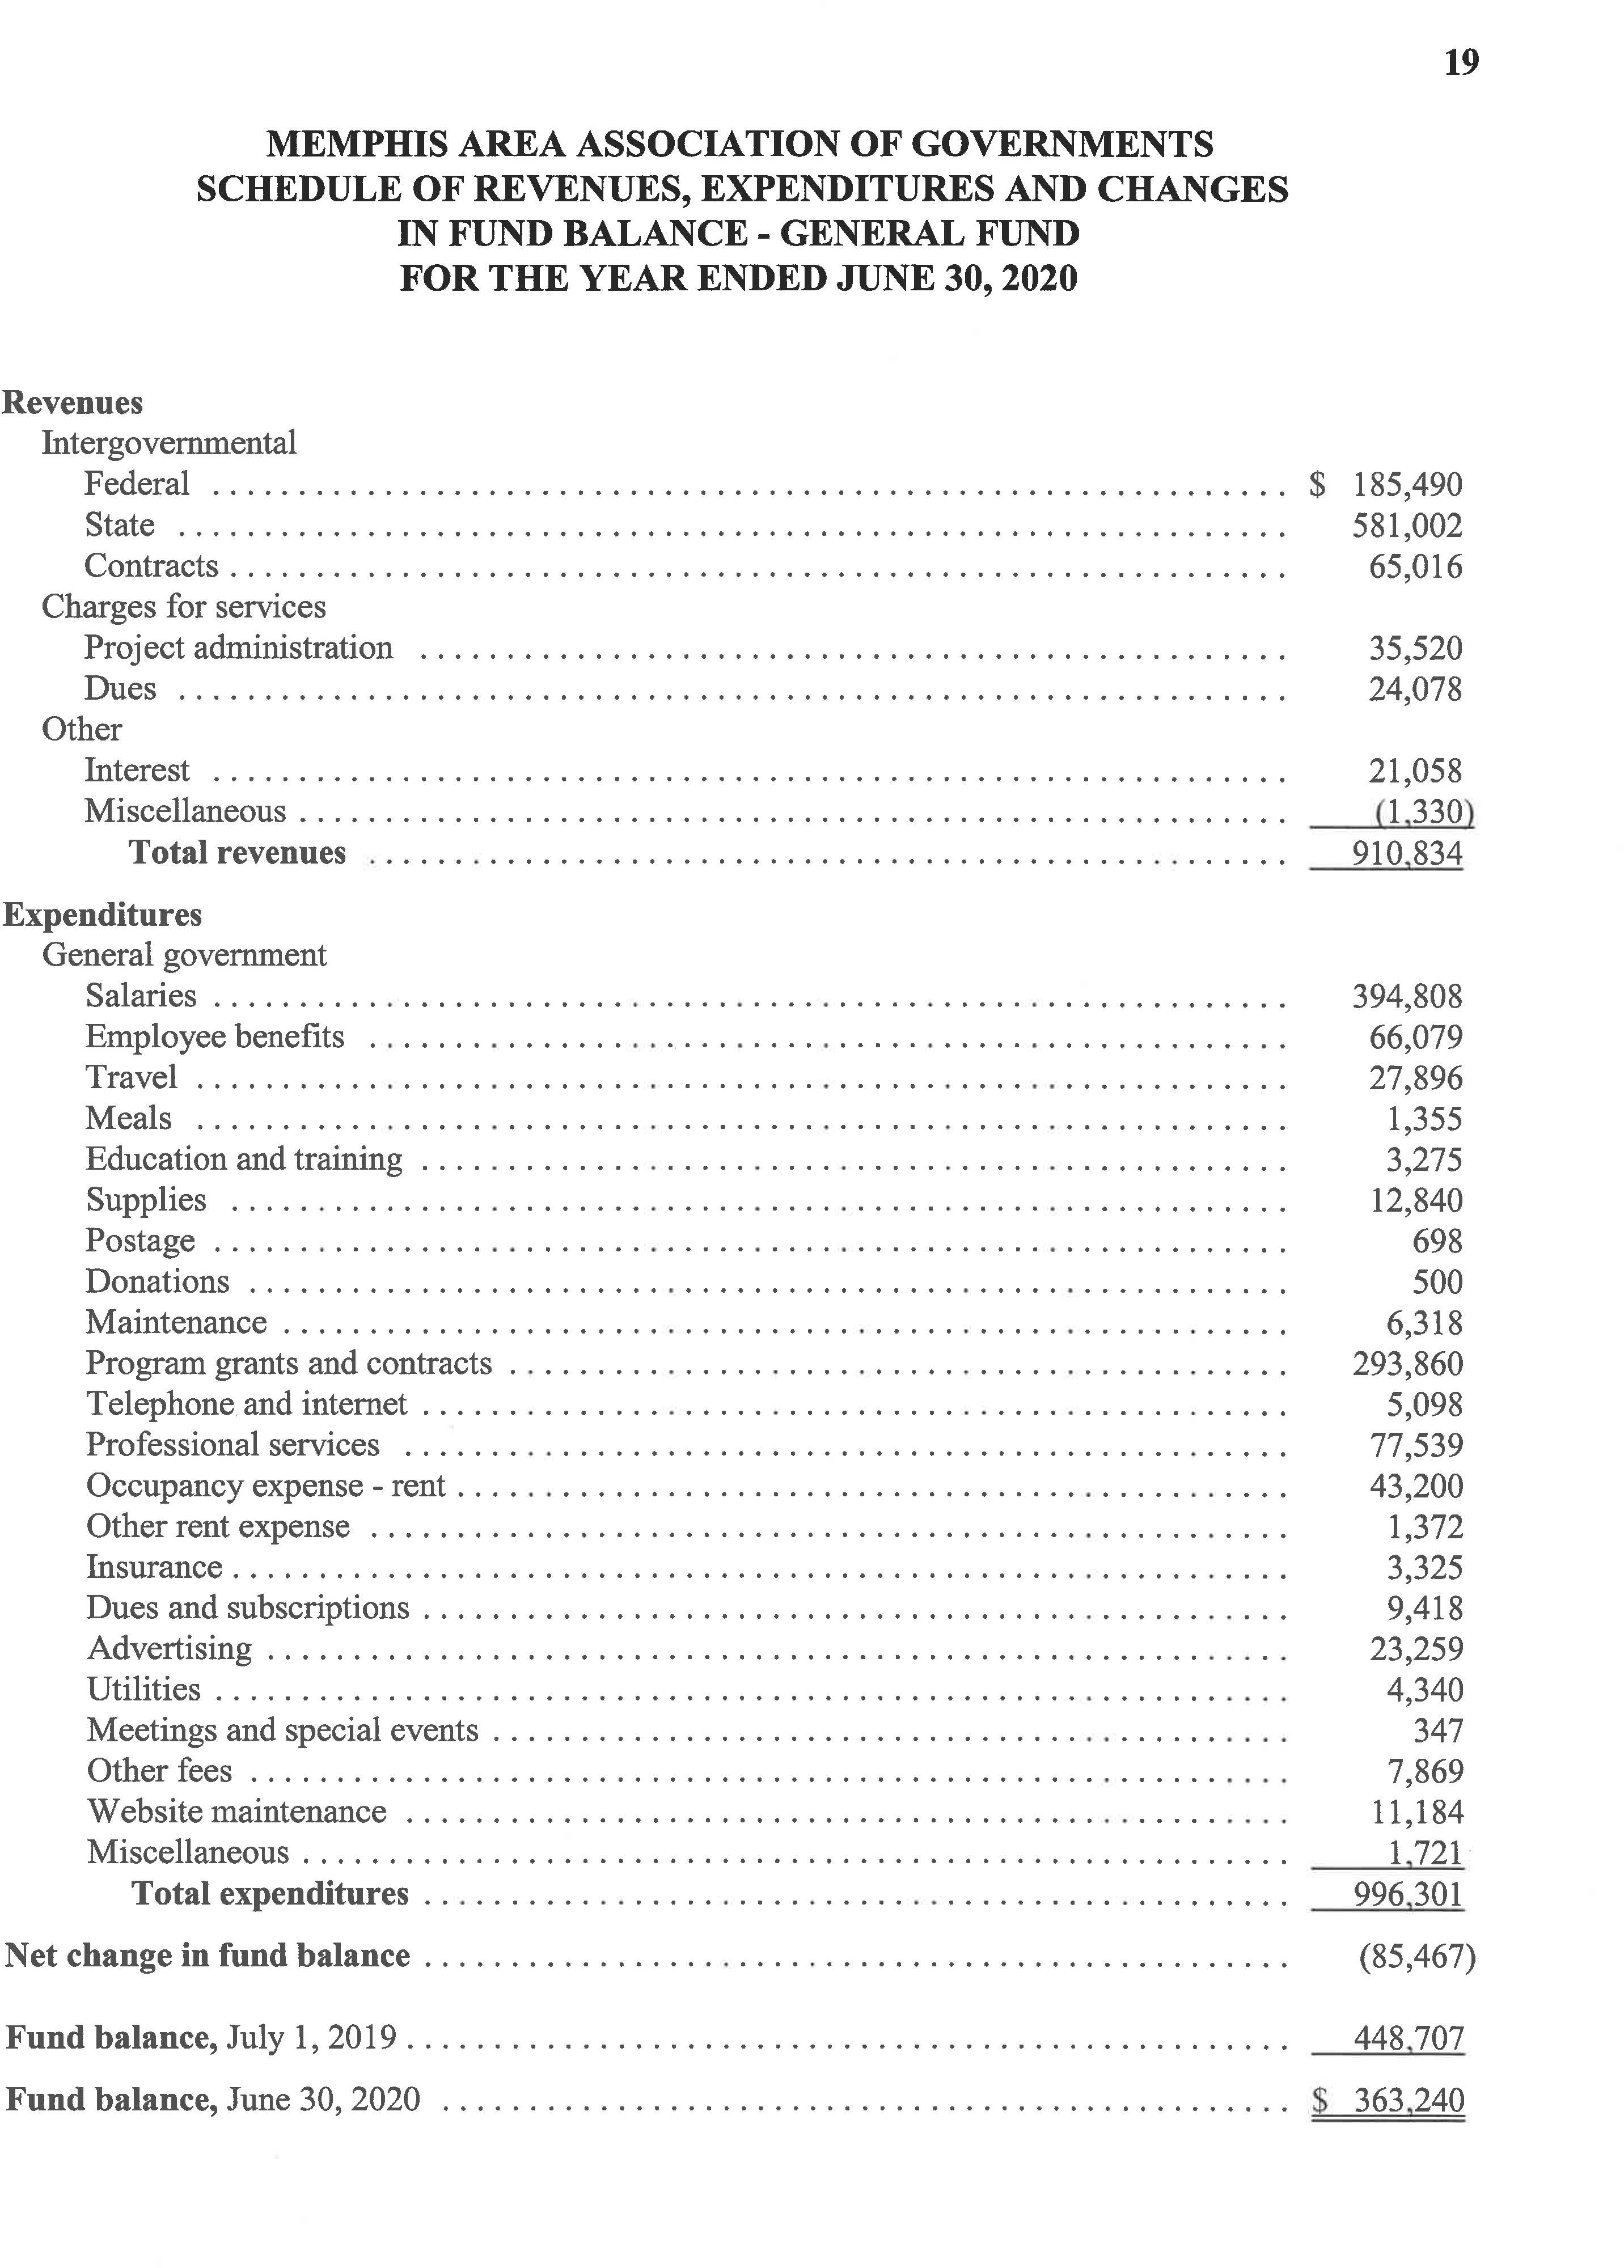 19
MEMPHIS AREA ASSOCIATION OF GOVERNMENTS
SCHEDULE OF REVENUES, EXPENDITURES AND CHANGES
IN FUND BALANCE - GENERAL FUND
FOR THE YEAR ENDED JUNE 30, 2020
Revenues
Intergovernmental
Federal $ 185,490
State 581,002
Contracts 65,016
Charges for services
Project administration 35,520
Dues 24,078
Other
Interest 21,058
Miscellaneous (1,330)
Total revenues 910,834
Expenditures
General government
Salaries 394,808
Employee benefits 66,079
Travel 27,896
Meals 1,355
Education and training 3,275
Supplies 12,840
Postage 698
Donations 500
Maintenance 6,318
Program grants and contracts 293,860
Telephone and internet 5,098
Professional services 77,539
Occupancy expense - rent 43,200
Other rent expense 1,372
Insurance 3,325
Dues and subscriptions 9,418
Advertising 23,259
Utilities 4,340
Meetings and special events 347
Other fees 7,869
Website maintenance 11,184
Miscellaneous 1,721
Total expenditures 996,301
Net change in fund balance (85,467)
Fund balance, July 1, 2019 448,707
Fund balance, June 30, 2020 $ 363,240